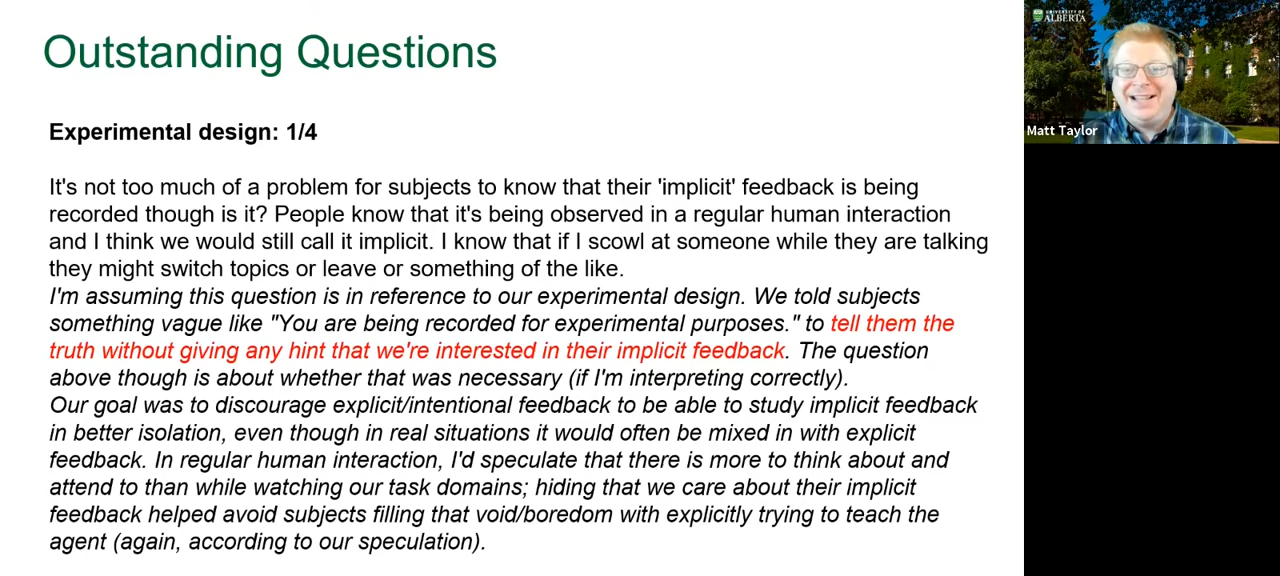 Outstanding Questions
Experimental design: 1/4
It's not too much of a problem for subjects to know that their 'implicit' feedback is being
recorded though is it? People know that it's being observed in a regular human interaction
and I think we would still call it implicit. I know that if I scowl at someone while they are talking
they might switch topics or leave or something of the like.
I'm assuming this question is in reference to our experimental design. We told subjects
something vague like "You are being recorded for experimental purposes." to tell them the
truth without giving any hint that we're interested in their implicit feedback. The question
above though is about whether that was necessary (if I'm interpreting correctly).
Our goal was to discourage explicit/intentional feedback to be able to study implicit feedback
in better isolation, even though in real situations it would often be mixed in with explicit
feedback. In regular human interaction, I'd speculate that there is more to think about and
attend to than while watching our task domains; hiding that we care about their implicit
feedback helped avoid subjects filling that void/boredom with explicitly trying to teach the
agent (again, according to our speculation).
UNIVERSITY OF
ALBERTA
Matt Taylor